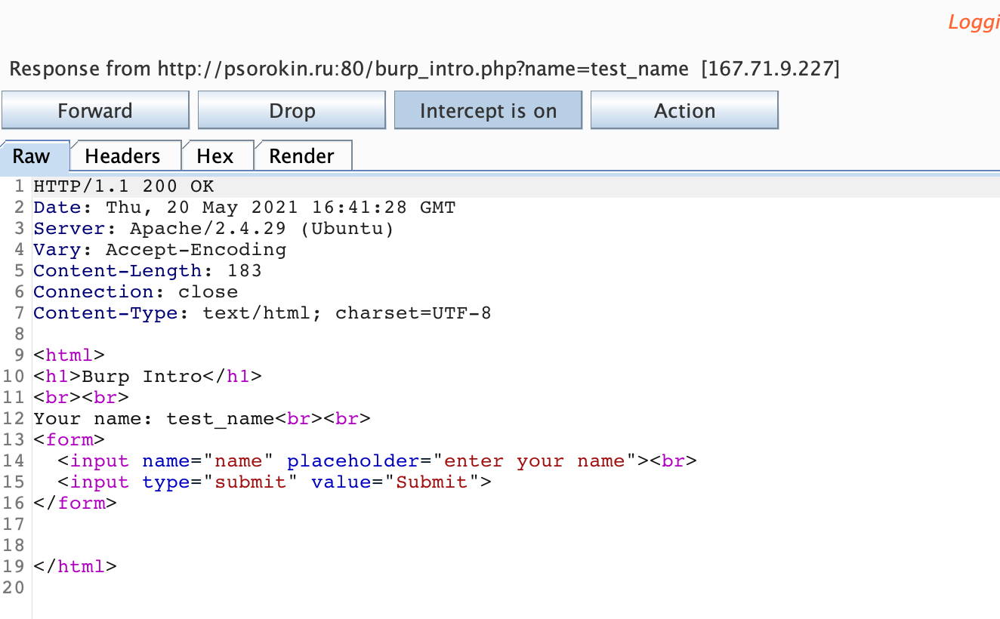 Loggi
Response from http://psorokin.ru:80/burp_intro.php?name=test_name [167.71.9.227]
Forward Drop Intercept is on Action
Raw Headers Hex Render
1 HTTP/1.1 200 OK
2 Date: Thu, 20 May 2021 16:41:28 GMT
3 Server: Apache/2.4.29 (Ubuntu)
4 Vary: Accept-Encoding
5 Content-Length: 183
6 Connection: close
7 Content-Type: text/html; charset=UTF-8
8
9 <html>
10 <h1>Burp Intro</h1>
11 <br><br>
12 Your name: test_name<br><br>
13 <form>
14   <input name="name" placeholder="enter your name"><br>
15   <input type="submit" value="Submit">
16 </form>
17
18
19 </html>
20